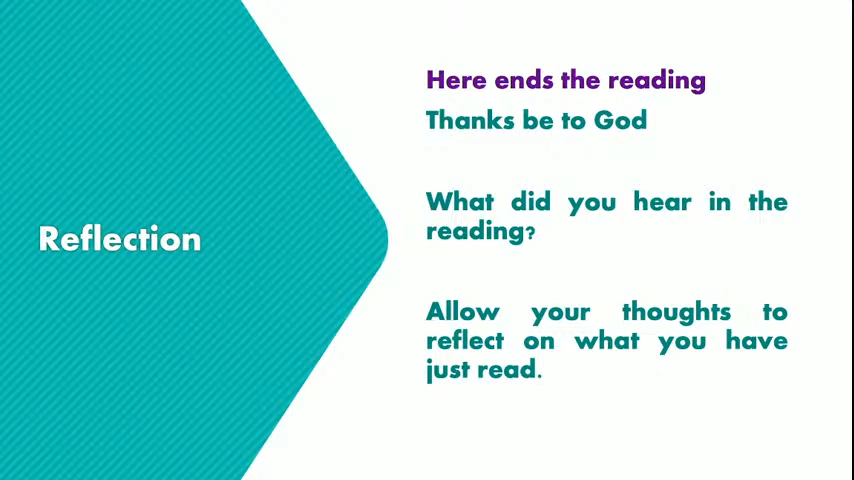 Reflection
Here ends the reading
Thanks be to God
What did you hear in the
reading?
Allow your thoughts to
reflect on what you have
just read.